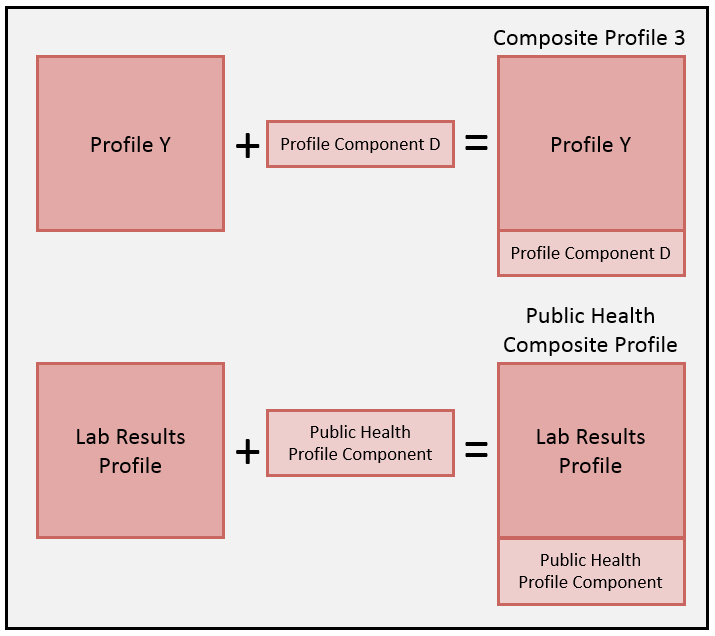 Composite Profile 3
Profile Y
+
Profile Component D
=
Profile Y
Profile Component D
Public Health
Composite Profile
Lab Results
Profile
+
Public Health
Profile Component
=
Lab Results
Profile
Public Health
Profile Component